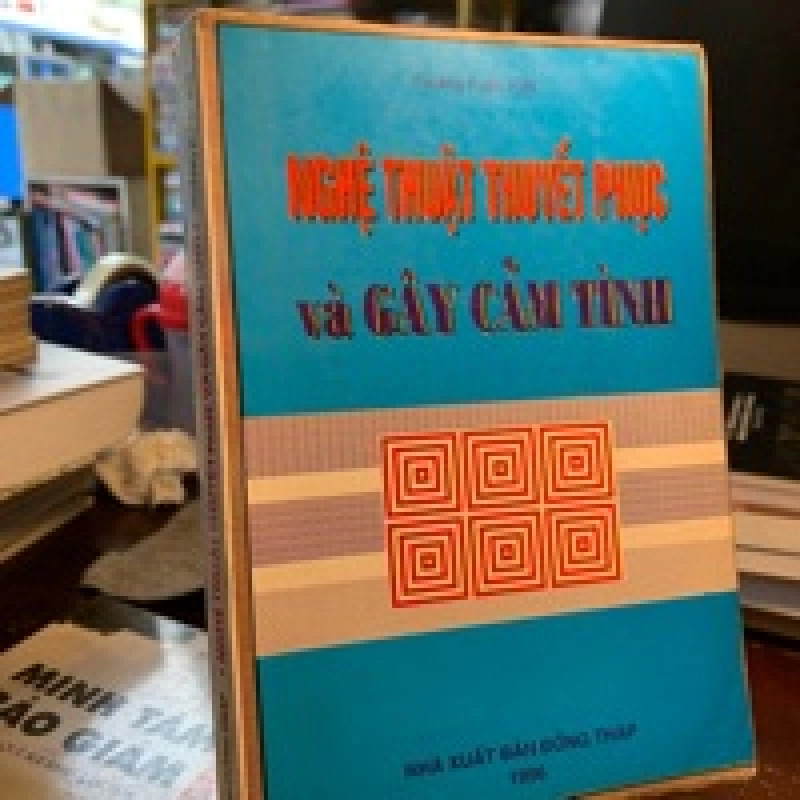 NGHỆ THUẬT THUYẾT PHỤC
và GÂY CẢM TÌNH
NHÀ XUẤT BẢN ĐỒNG THÁP
1996
MINH TÂM
BẢO GIÁM